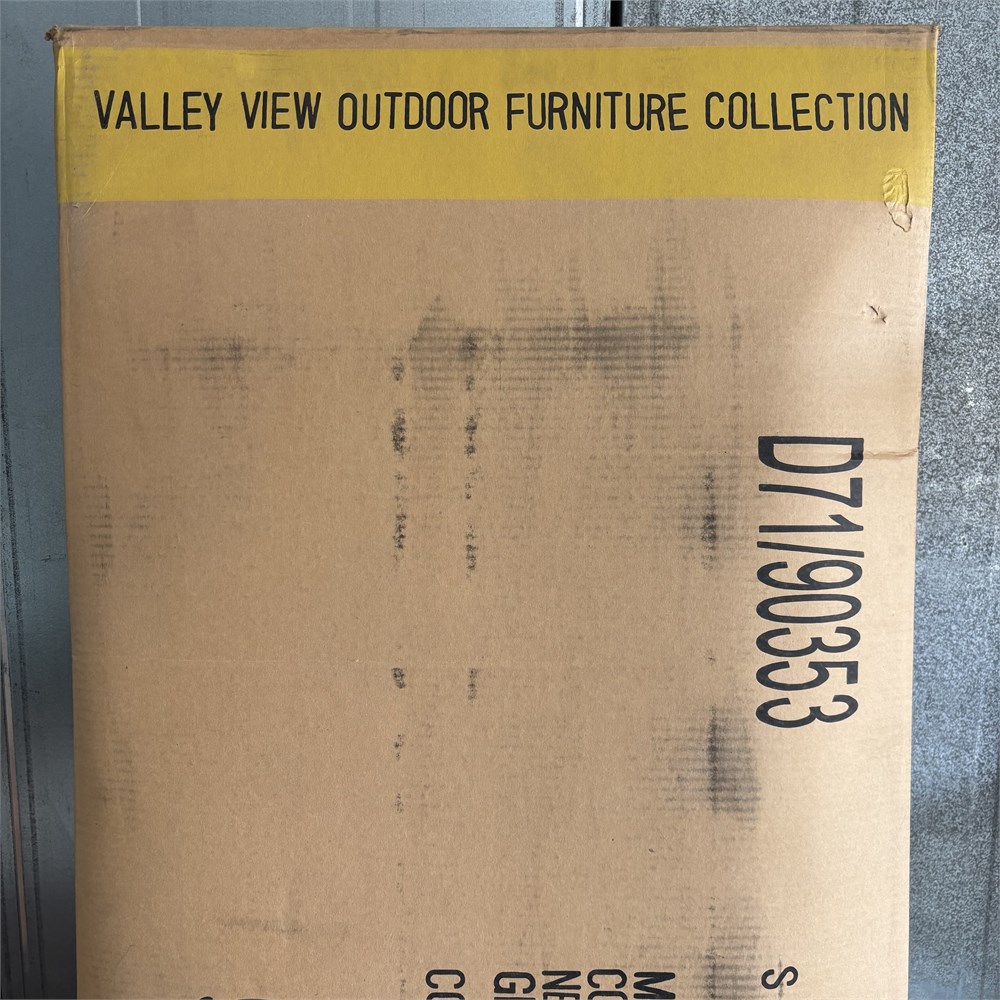 VALLEY VIEW OUTDOOR FURNITURE COLLECTION
D71/90353